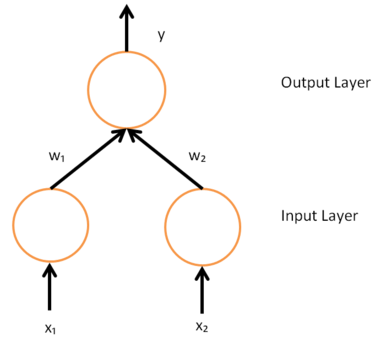 y
Output Layer
w₁ w₂
Input Layer
x₁ x₂